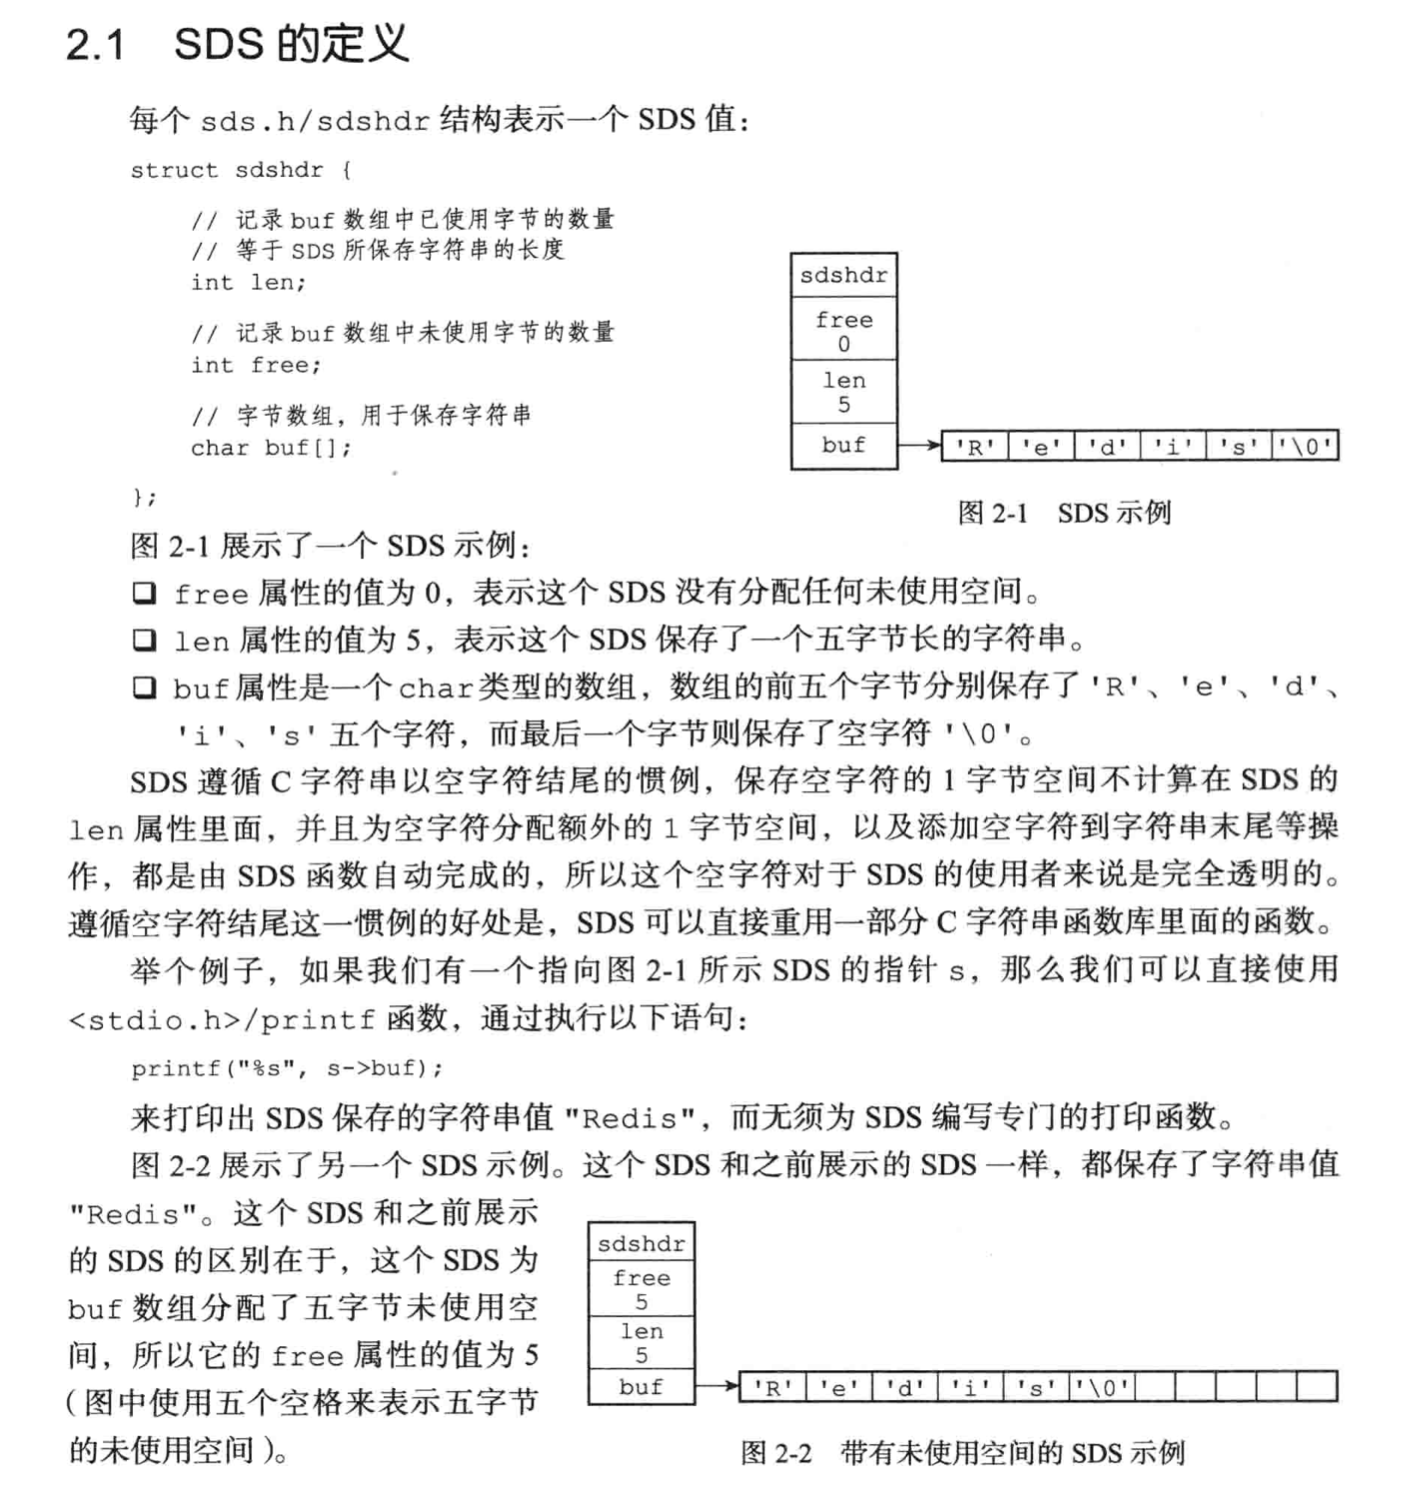 2.1 SDS 的定义
每个 sds.h/sdshdr 结构表示一个 SDS 值：
struct sdshdr {
// 记录 buf 数组中已使用字节的数量
// 等于 SDS 所保存字符串的长度
int len;
// 记录 buf 数组中未使用字节的数量
int free;
// 字节数组，用于保存字符串
char buf[];
};
sdshdr
free
0
len
5
buf
'R' 'e' 'd' 'i' 's' '\0'
图 2-1 SDS 示例
图 2-1 展示了一个 SDS 示例：
❑ free 属性的值为 0，表示这个 SDS 没有分配任何未使用空间。
❑ len 属性的值为 5，表示这个 SDS 保存了一个五字节长的字符串。
❑ buf 属性是一个 char 类型的数组，数组的前五个字节分别保存了 'R'、'e'、'd'、
'i'、's' 五个字符，而最后一个字节则保存了空字符 '\0'。
SDS 遵循 C 字符串以空字符结尾的惯例，保存空字符的 1 字节空间不计算在 SDS 的
len 属性里面，并且为空字符分配额外的 1 字节空间，以及添加空字符到字符串末尾等操
作，都是由 SDS 函数自动完成的，所以这个空字符对于 SDS 的使用者来说是完全透明的。
遵循空字符结尾这一惯例的好处是，SDS 可以直接重用一部分 C 字符串函数库里面的函数。
举个例子，如果我们有一个指向图 2-1 所示 SDS 的指针 s，那么我们可以直接使用
<stdio.h>/printf 函数，通过执行以下语句：
printf("%s", s->buf);
来打印出 SDS 保存的字符串值 "Redis"，而无须为 SDS 编写专门的打印函数。
图 2-2 展示了另一个 SDS 示例。这个 SDS 和之前展示的 SDS 一样，都保存了字符串值
"Redis"。这个 SDS 和之前展示
的 SDS 的区别在于，这个 SDS 为
buf 数组分配了五字节未使用空
间，所以它的 free 属性的值为 5
（图中使用五个空格来表示五字节
的未使用空间）。
sdshdr
free
5
len
5
buf
'R' 'e' 'd' 'i' 's' '\0'
图 2-2 带有未使用空间的 SDS 示例